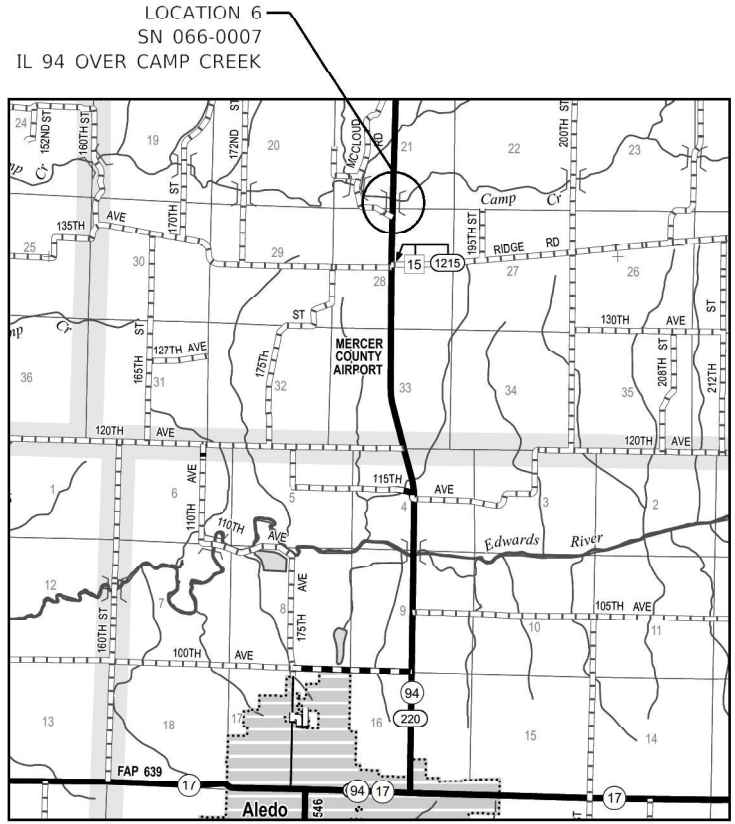 LOCATION 6
SN 066-0007
IL 94 OVER CAMP CREEK
24
152ND ST
160TH ST
19
172ND ST
20
MCCLOUD RD
21
22
200TH ST
23
Cr
170TH ST
Camp Cr
135TH AVE
195TH ST
25
30
29
28
15
1215
RIDGE RD
27
26
ST
130TH AVE
Cr
ST
MERCER
COUNTY
AIRPORT
165TH ST
127TH AVE
175TH
208TH ST
212TH
36
31
32
33
34
35
120TH AVE
120TH AVE
1
6
AVE
110TH
5
115TH AVE
4
3
2
110TH AVE
Edwards River
12
160TH ST
7
8
AVE
175TH
9
105TH AVE
10
11
100TH AVE
94
220
13
18
17
16
15
14
FAP 639
17
94
17
17
Aledo
546
ST